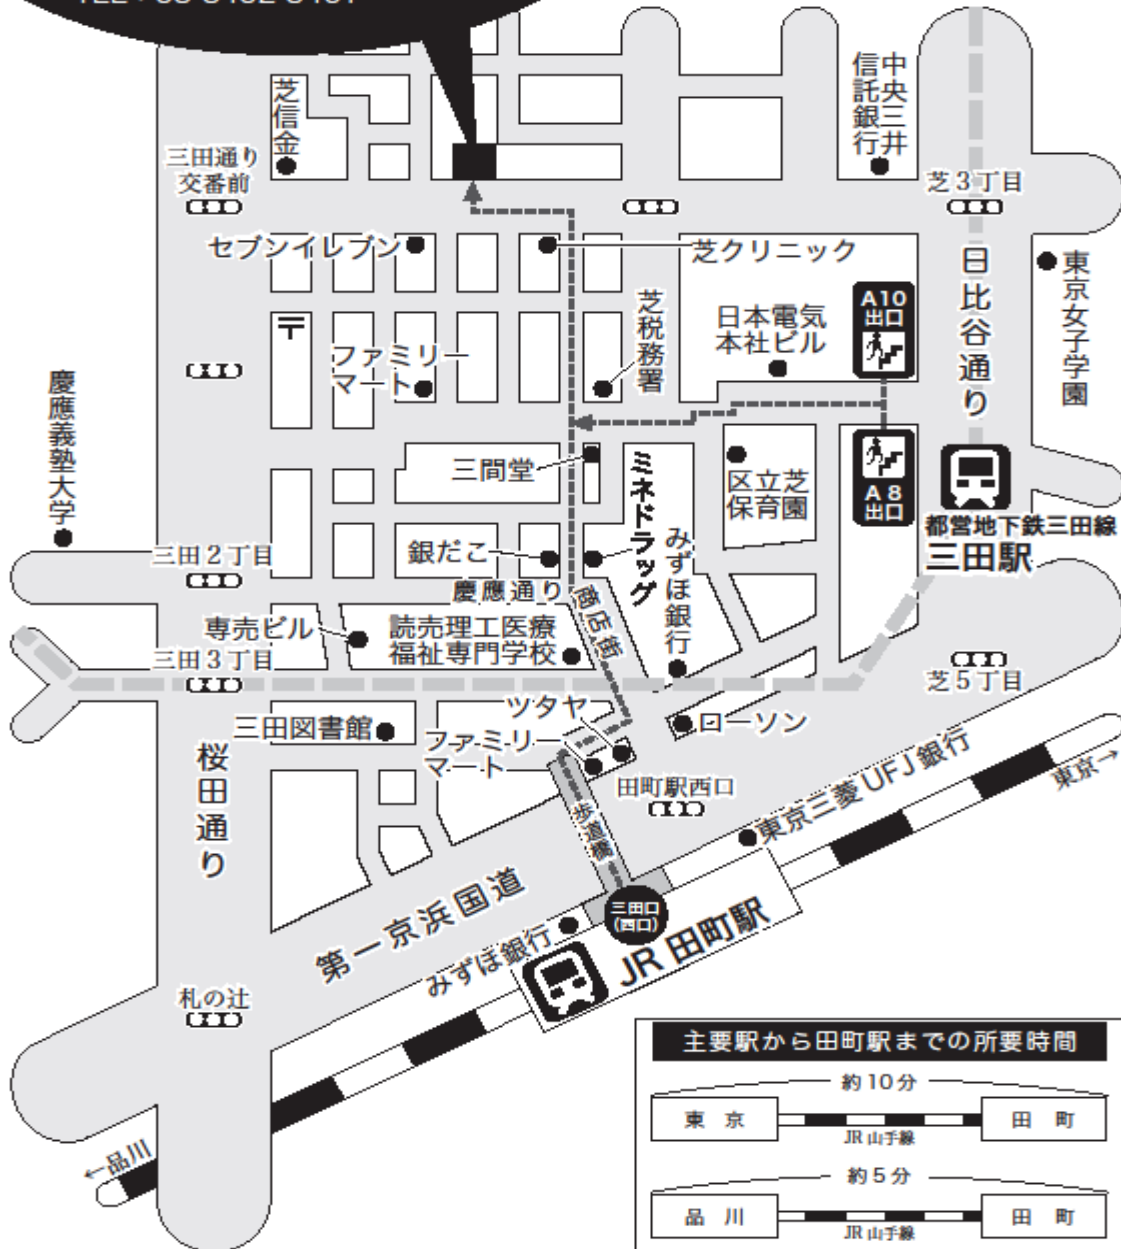 芝信金
中央三井
信託銀行
三田通り
交番前
芝3丁目
セブンイレブン
芝クリニック
日比谷通り
東京女子学園
A10
出口
芝税務署
日本電気
本社ビル
〒
ファミリー
マート
慶應義塾大学
三間堂
ミネドラッグ
区立芝
保育園
A8
出口
都営地下鉄三田線
三田駅
三田2丁目
銀だこ
みずほ銀行
慶應通り
商店街
専売ビル
読売理工医療
福祉専門学校
三田3丁目
芝5丁目
ツタヤ
ローソン
三田図書館
ファミリー
マート
桜田通り
田町駅西口
東京三菱UFJ銀行
東京→
歩道橋
第一京浜国道
三田口
(西口)
JR 田町駅
みずほ銀行
札の辻
←品川
主要駅から田町駅までの所要時間
約10分
東京
田町
JR山手線
約5分
品川
田町
JR山手線